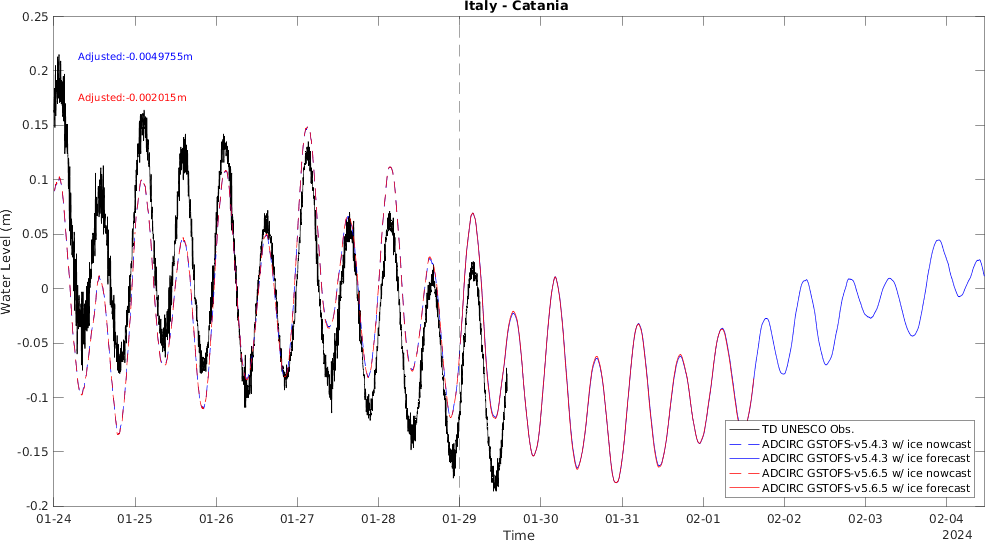 Italy - Catania
0.25
0.2
0.15
0.1
0.05
0
-0.05
-0.1
-0.15
-0.2
Water Level (m)
Adjusted:-0.0049755m
Adjusted:-0.002015m
TD UNESCO Obs.
ADCIRC GSTOFS-v5.4.3 w/ ice nowcast
ADCIRC GSTOFS-v5.4.3 w/ ice forecast
ADCIRC GSTOFS-v5.6.5 w/ ice nowcast
ADCIRC GSTOFS-v5.6.5 w/ ice forecast
01-24 01-25 01-26 01-27 01-28 01-29 01-30 01-31 02-01 02-02 02-03 02-04
Time
2024